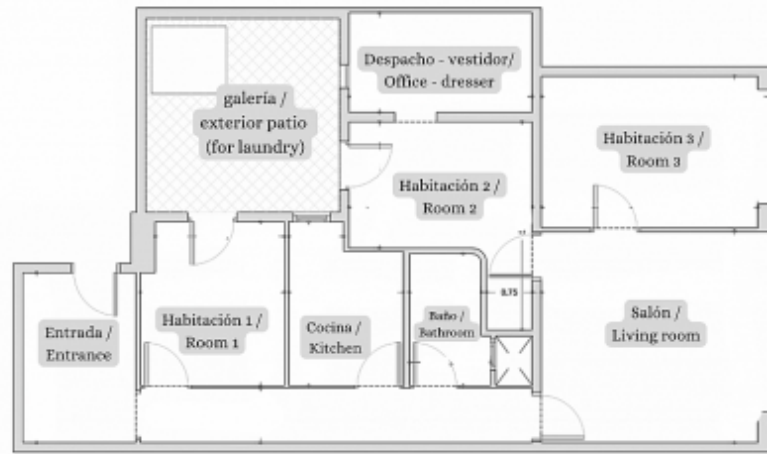 Despacho - vestidor/
Office - dresser
galería /
exterior patio
(for laundry)
Habitación 3 /
Room 3
Habitación 2 /
Room 2
0.75
Entrada /
Entrance
Habitación 1 /
Room 1
Cocina /
Kitchen
Baño /
Bathroom
Salón /
Living room